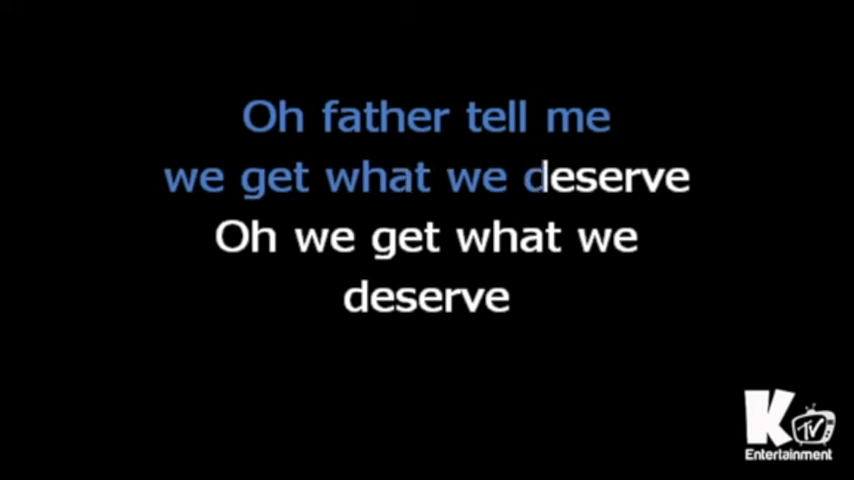 Oh father tell me
we get what we deserve
Oh we get what we
deserve
K TV
Entertainment